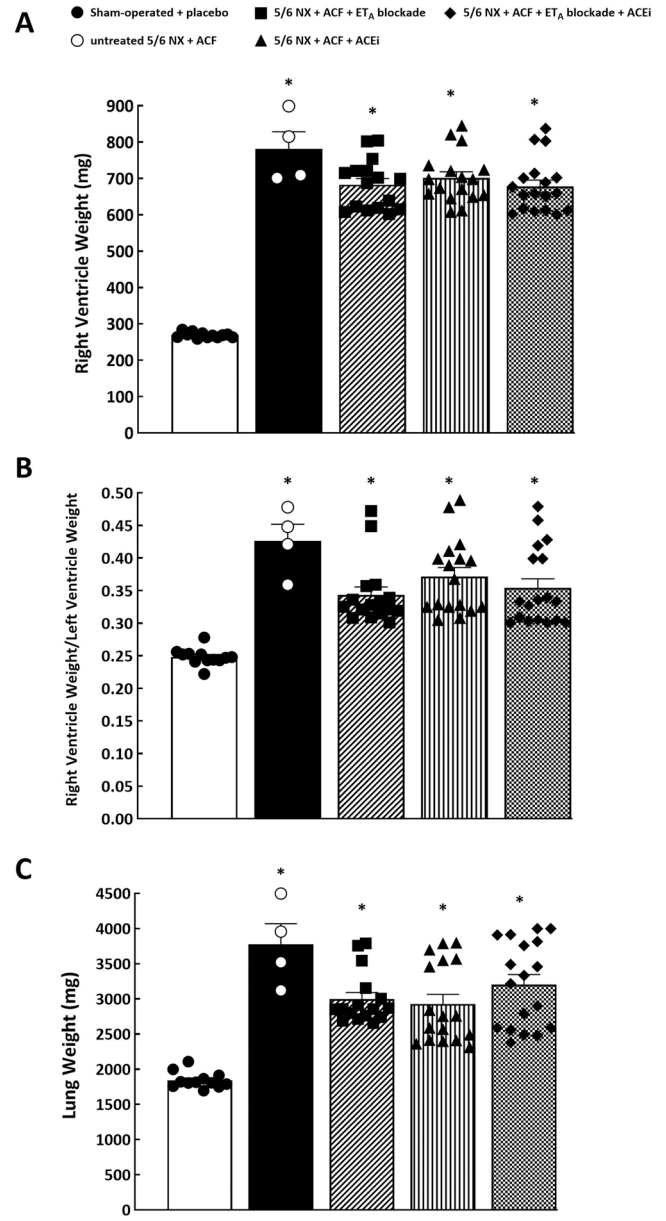 A
Sham-operated + placebo
5/6 NX + ACF + ETA blockade
5/6 NX + ACF + ETA blockade + ACEi
untreated 5/6 NX + ACF
5/6 NX + ACF + ACEi
* * * * *
Right Ventricle Weight (mg)
900
800
700
600
300
200
100
0
B
* * * *
Right Ventricle Weight/Left Ventricle Weight
0.50
0.45
0.40
0.35
0.30
0.25
0.20
0.15
0.10
0.05
0.00
C
* * * *
Lung Weight (mg)
4500
4000
3500
3000
2500
2000
1500
1000
500
0